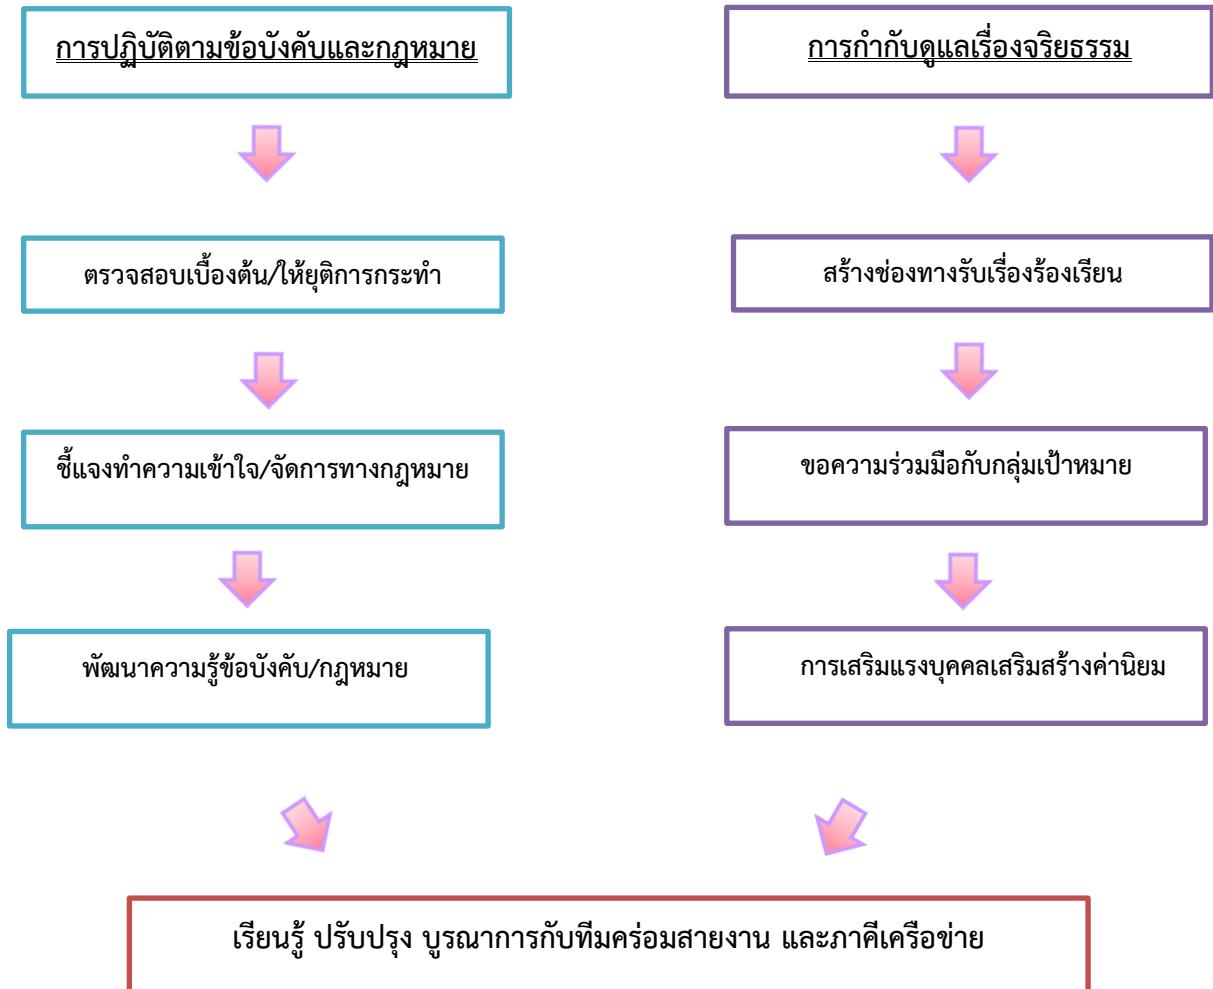 การปฏิบัติตามข้อบังคับและกฎหมาย
การกำกับดูแลเรื่องจริยธรรม
ตรวจสอบเบื้องต้น/ให้ยุติการกระทำ
สร้างช่องทางรับเรื่องร้องเรียน
ชี้แจงทำความเข้าใจ/จัดการทางกฎหมาย
ขอความร่วมมือกับกลุ่มเป้าหมาย
พัฒนาความรู้ข้อบังคับ/กฎหมาย
การเสริมแรงบุคคลเสริมสร้างค่านิยม
เรียนรู้ ปรับปรุง บูรณาการกับทีมคร่อมสายงาน และภาคีเครือข่าย